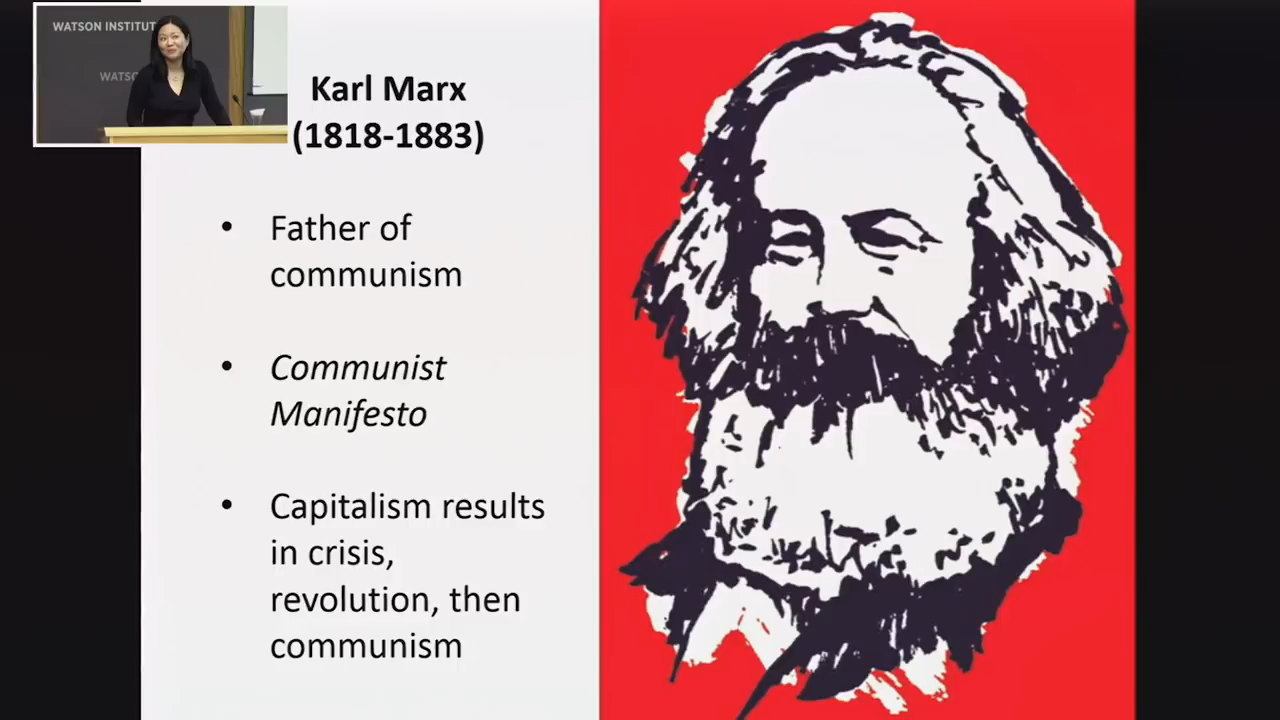 WATSON INSTITUT
WATSO
Karl Marx
(1818-1883)
• Father of
communism
• Communist
Manifesto
• Capitalism results
in crisis,
revolution, then
communism